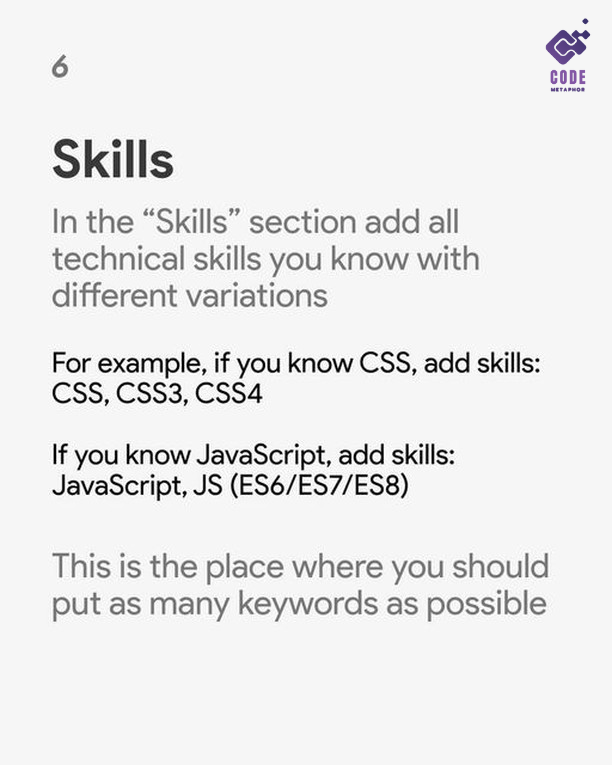 6
CODE
METAPHOR
Skills
In the “Skills” section add all
technical skills you know with
different variations
For example, if you know CSS, add skills:
CSS, CSS3, CSS4
If you know JavaScript, add skills:
JavaScript, JS (ES6/ES7/ES8)
This is the place where you should
put as many keywords as possible